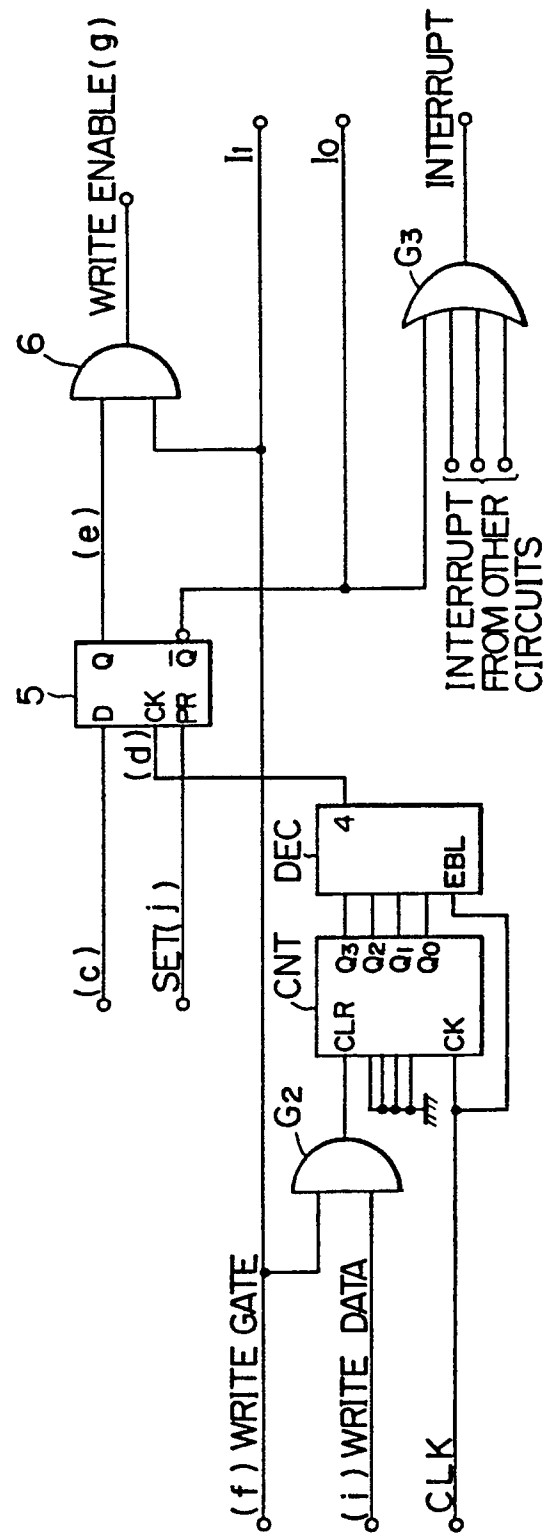 (c)
SET(j)
5
D
Q
CK
PR
Q̅
(d)
(e)
6
WRITE ENABLE(g)
(f) WRITE GATE
(i) WRITE DATA
CLK
G2
CNT
CLR
CK
Q3
Q2
Q1
Q0
DEC
4
EBL
I1
I0
G3
INTERRUPT
INTERRUPT
FROM OTHER
CIRCUITS